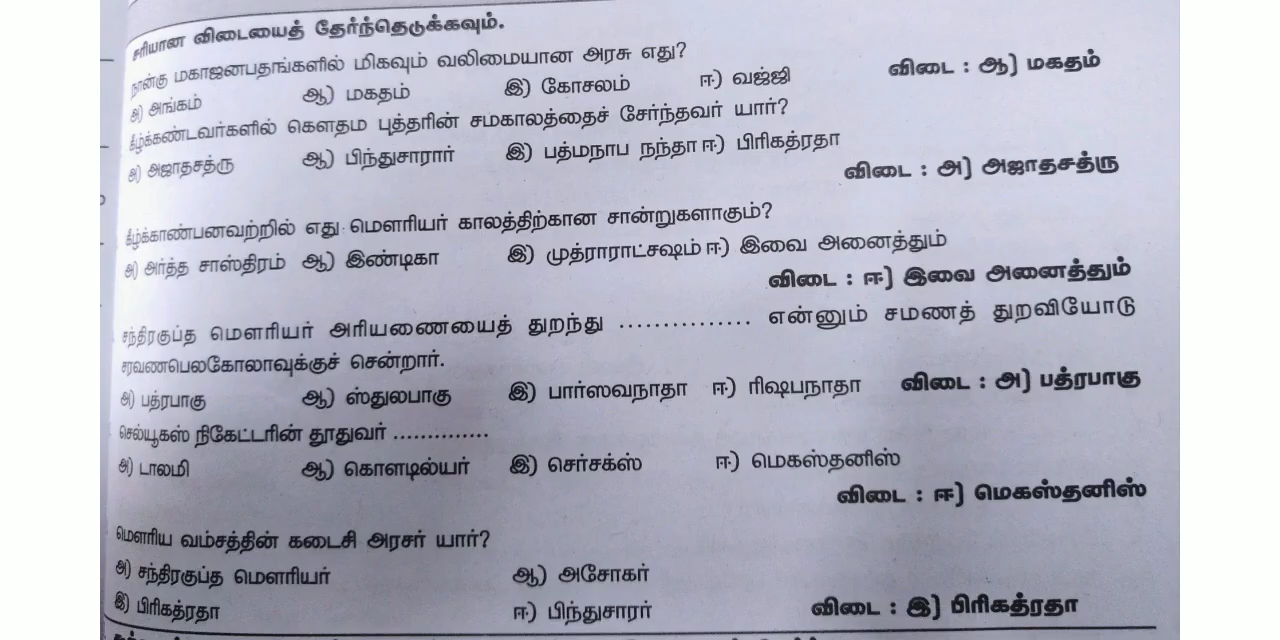 சரியான விடையைத் தேர்ந்தெடுக்கவும்.
நான்கு மகாஜனபதங்களில் மிகவும் வலிமையான அரசு எது?
அ) அங்கம் ஆ) மகதம் இ) கோசலம் ஈ) வஜ்ஜி விடை : ஆ) மகதம்
கீழ்க்கண்டவர்களில் கௌதம புத்தரின் சமகாலத்தைச் சேர்ந்தவர் யார்?
அ) அஜாதசத்ரு ஆ) பிந்துசாரார் இ) பத்மநாப நந்தா ஈ) பிரிகத்ரதா
விடை : அ) அஜாதசத்ரு
கீழ்க்காண்பனவற்றில் எது மௌரியர் காலத்திற்கான சான்றுகளாகும்?
அ) அர்த்த சாஸ்திரம் ஆ) இண்டிகா இ) முத்ராராட்சஷம் ஈ) இவை அனைத்தும்
விடை : ஈ) இவை அனைத்தும்
சந்திரகுப்த மௌரியர் அரியணையைத் துறந்து ............... என்னும் சமணத் துறவியோடு
சரவணபெலகோலாவுக்குச் சென்றார்.
அ) பத்ரபாகு ஆ) ஸ்துலபாகு இ) பார்ஸவநாதா ஈ) ரிஷபநாதா விடை : அ) பத்ரபாகு
செல்யூகஸ் நிகேட்டரின் தூதுவர் ..............
அ) டாலமி ஆ) கௌடில்யர் இ) செர்சக்ஸ் ஈ) மெகஸ்தனிஸ்
விடை : ஈ) மெகஸ்தனிஸ்
மௌரிய வம்சத்தின் கடைசி அரசர் யார்?
அ) சந்திரகுப்த மௌரியர் ஆ) அசோகர்
இ) பிரிகத்ரதா ஈ) பிந்துசாரர் விடை : இ) பிரிகத்ரதா